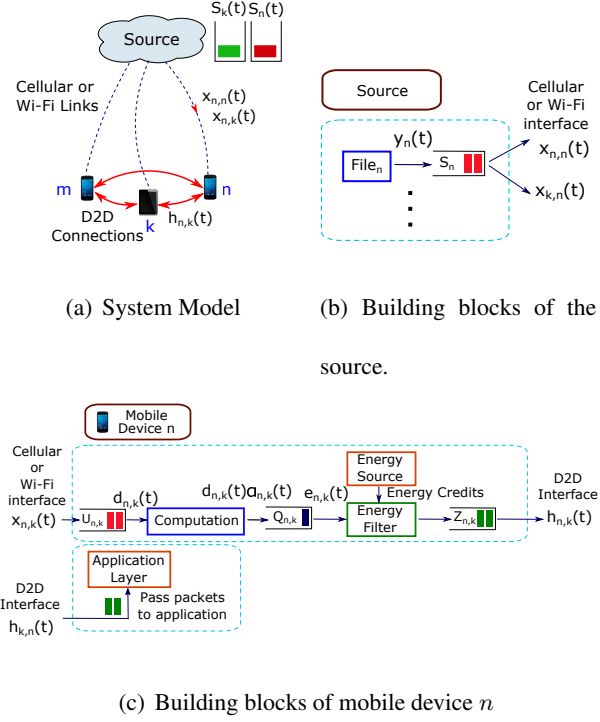 S_k(t) S_n(t)
Source
Cellular or
Wi-Fi Links
x_{n,n}(t)
x_{n,k}(t)
m
n
k
h_{n,k}(t)
D2D
Connections
(a) System Model
Source
Cellular
or Wi-Fi
interface
y_n(t)
File_n
S_n
x_{n,n}(t)
x_{k,n}(t)
(b) Building blocks of the
source.
Mobile
Device n
Cellular
or
Wi-Fi
interface
x_{n,k}(t)
U_{n,k}
d_{n,k}(t)
Computation
d_{n,k}(t)α_{n,k}(t)
Q_{n,k}
e_{n,k}(t)
Energy
Source
Energy Credits
Energy
Filter
Z_{n,k}
D2D
Interface
h_{n,k}(t)
Application
Layer
Pass packets
to application
D2D
Interface
h_{k,n}(t)
(c) Building blocks of mobile device n